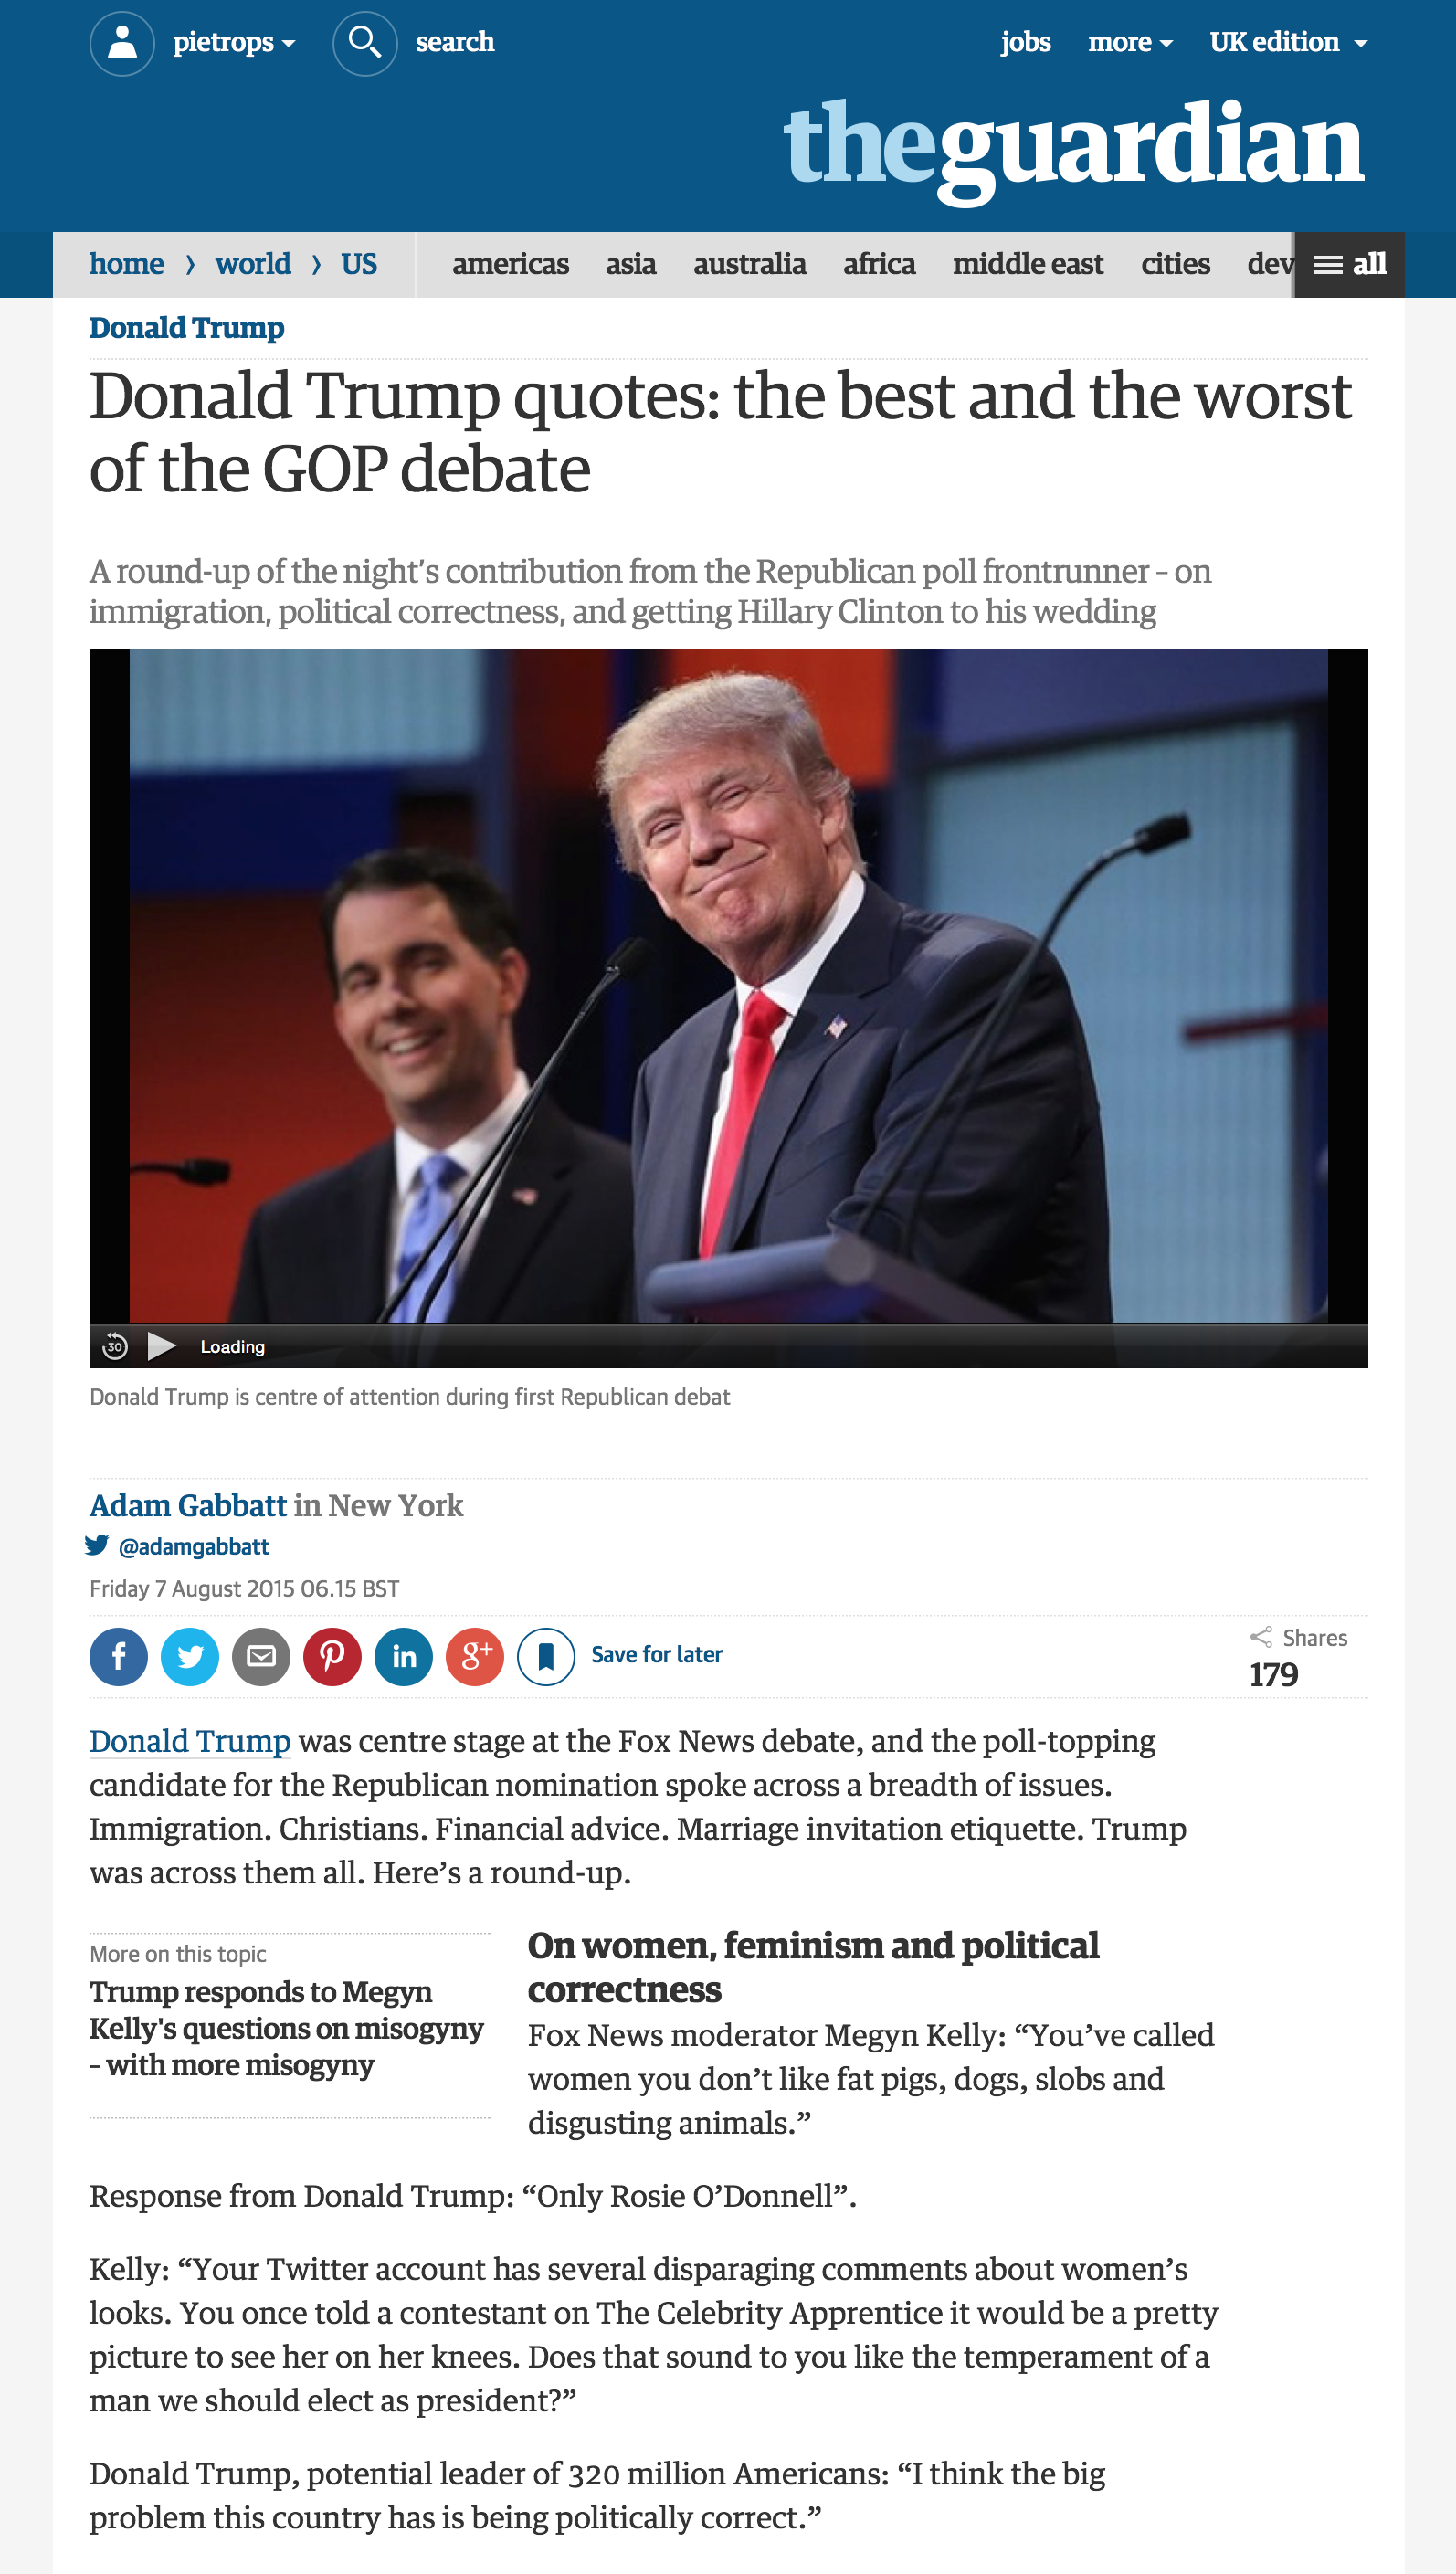 pietrops
search
jobs
more
UK edition
theguardian
home › world › US
americas
asia
australia
africa
middle east
cities
dev
all
Donald Trump
Donald Trump quotes: the best and the worst
of the GOP debate
A round-up of the night’s contribution from the Republican poll frontrunner – on
immigration, political correctness, and getting Hillary Clinton to his wedding
30
Loading
Donald Trump is centre of attention during first Republican debat
Adam Gabbatt in New York
@adamgabbatt
Friday 7 August 2015 06.15 BST
f
in
g+
Save for later
Shares
179
Donald Trump was centre stage at the Fox News debate, and the poll-topping
candidate for the Republican nomination spoke across a breadth of issues.
Immigration. Christians. Financial advice. Marriage invitation etiquette. Trump
was across them all. Here’s a round-up.
More on this topic
Trump responds to Megyn
Kelly's questions on misogyny
– with more misogyny
On women, feminism and political
correctness
Fox News moderator Megyn Kelly: “You’ve called
women you don’t like fat pigs, dogs, slobs and
disgusting animals.”
Response from Donald Trump: “Only Rosie O’Donnell”.
Kelly: “Your Twitter account has several disparaging comments about women’s
looks. You once told a contestant on The Celebrity Apprentice it would be a pretty
picture to see her on her knees. Does that sound to you like the temperament of a
man we should elect as president?”
Donald Trump, potential leader of 320 million Americans: “I think the big
problem this country has is being politically correct.”